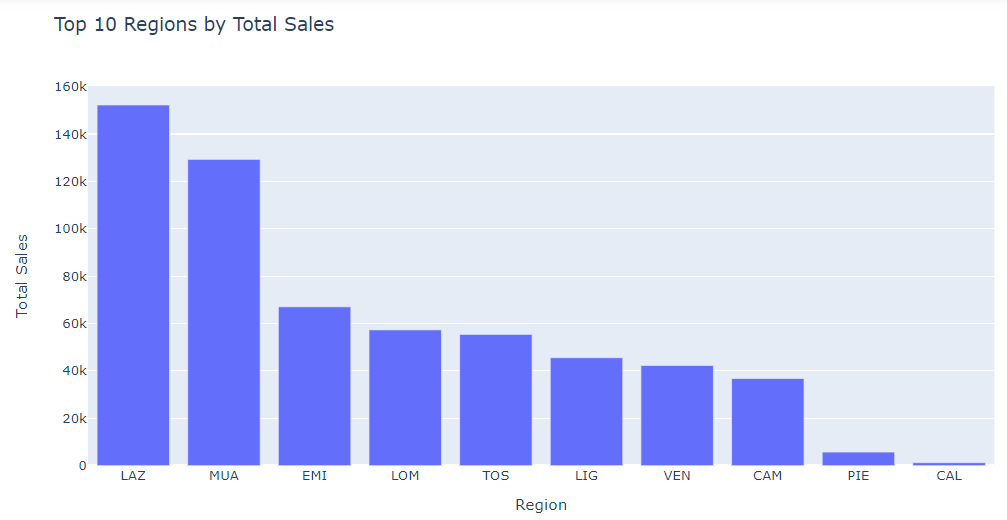 Top 10 Regions by Total Sales
160k
140k
120k
100k
80k
60k
40k
20k
0
Total Sales
LAZ MUA EMI LOM TOS LIG VEN CAM PIE CAL
Region